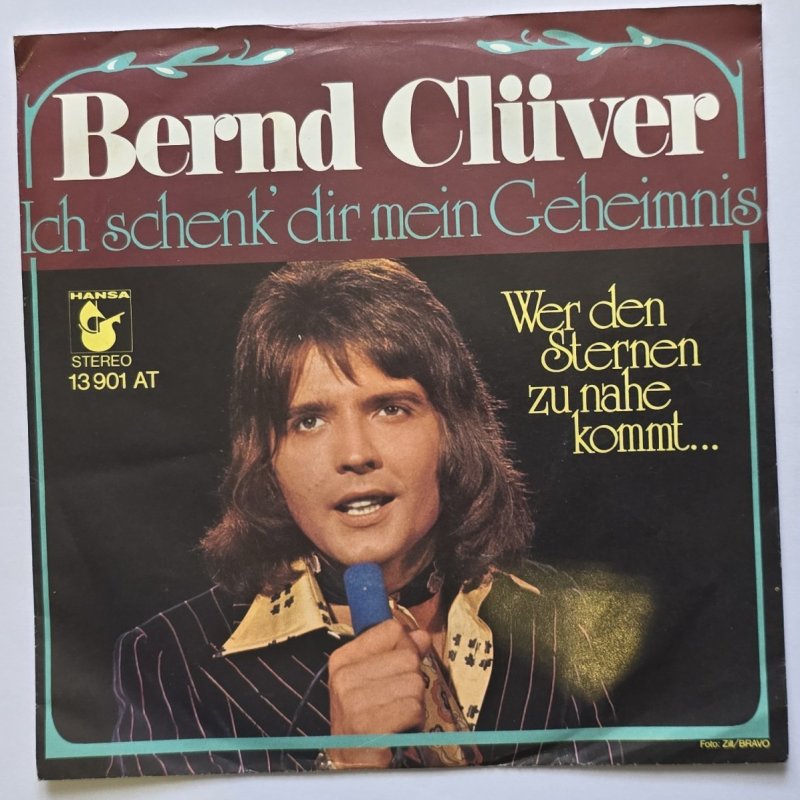 Bernd Clüver
Ich schenk' dir mein Geheimnis
HANSA
STEREO
13 901 AT
Wer den
Sternen
zu nahe
kommt...
Foto: Zill/BRAVO